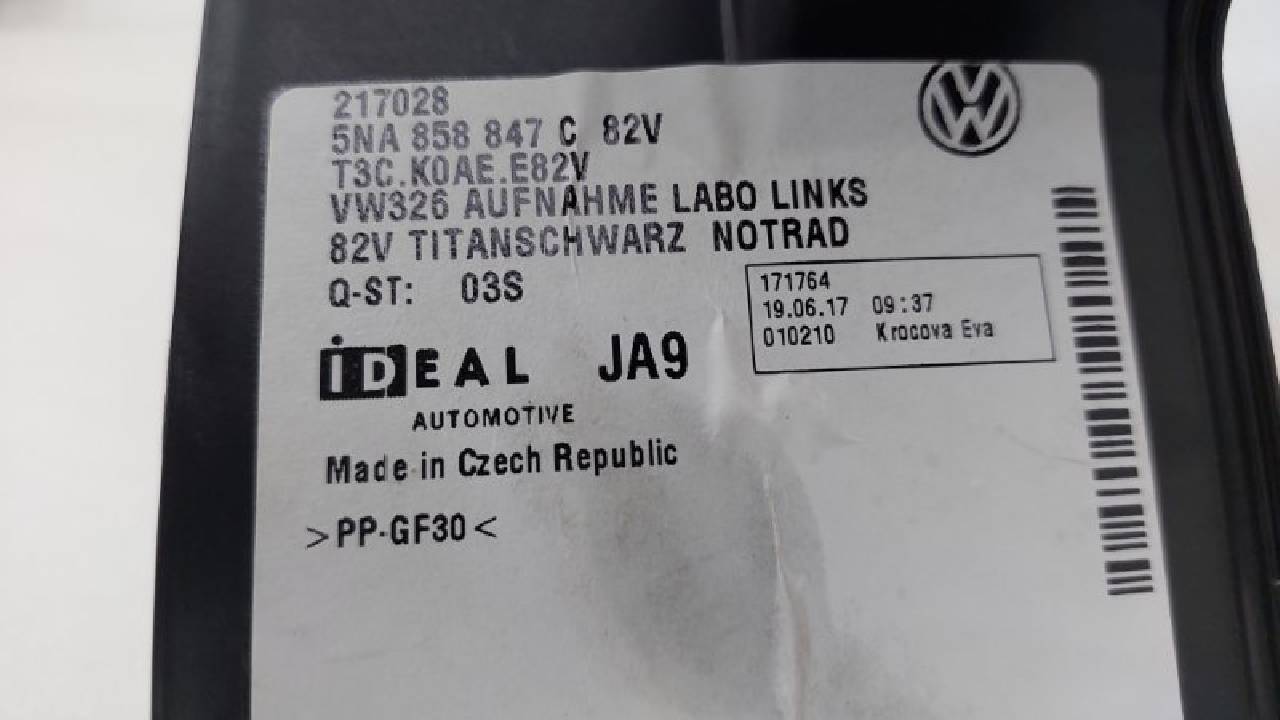 217028
5NA 858 847 C 82V
T3C.K0AE.E82V
VW326 AUFNAHME LABO LINKS
82V TITANSCHWARZ NOTRAD
Q-ST: 03S
171764
19.06.17 09:37
010210 Krocova Eva
iDEAL JA9
AUTOMOTIVE
Made in Czech Republic
>PP-GF30<